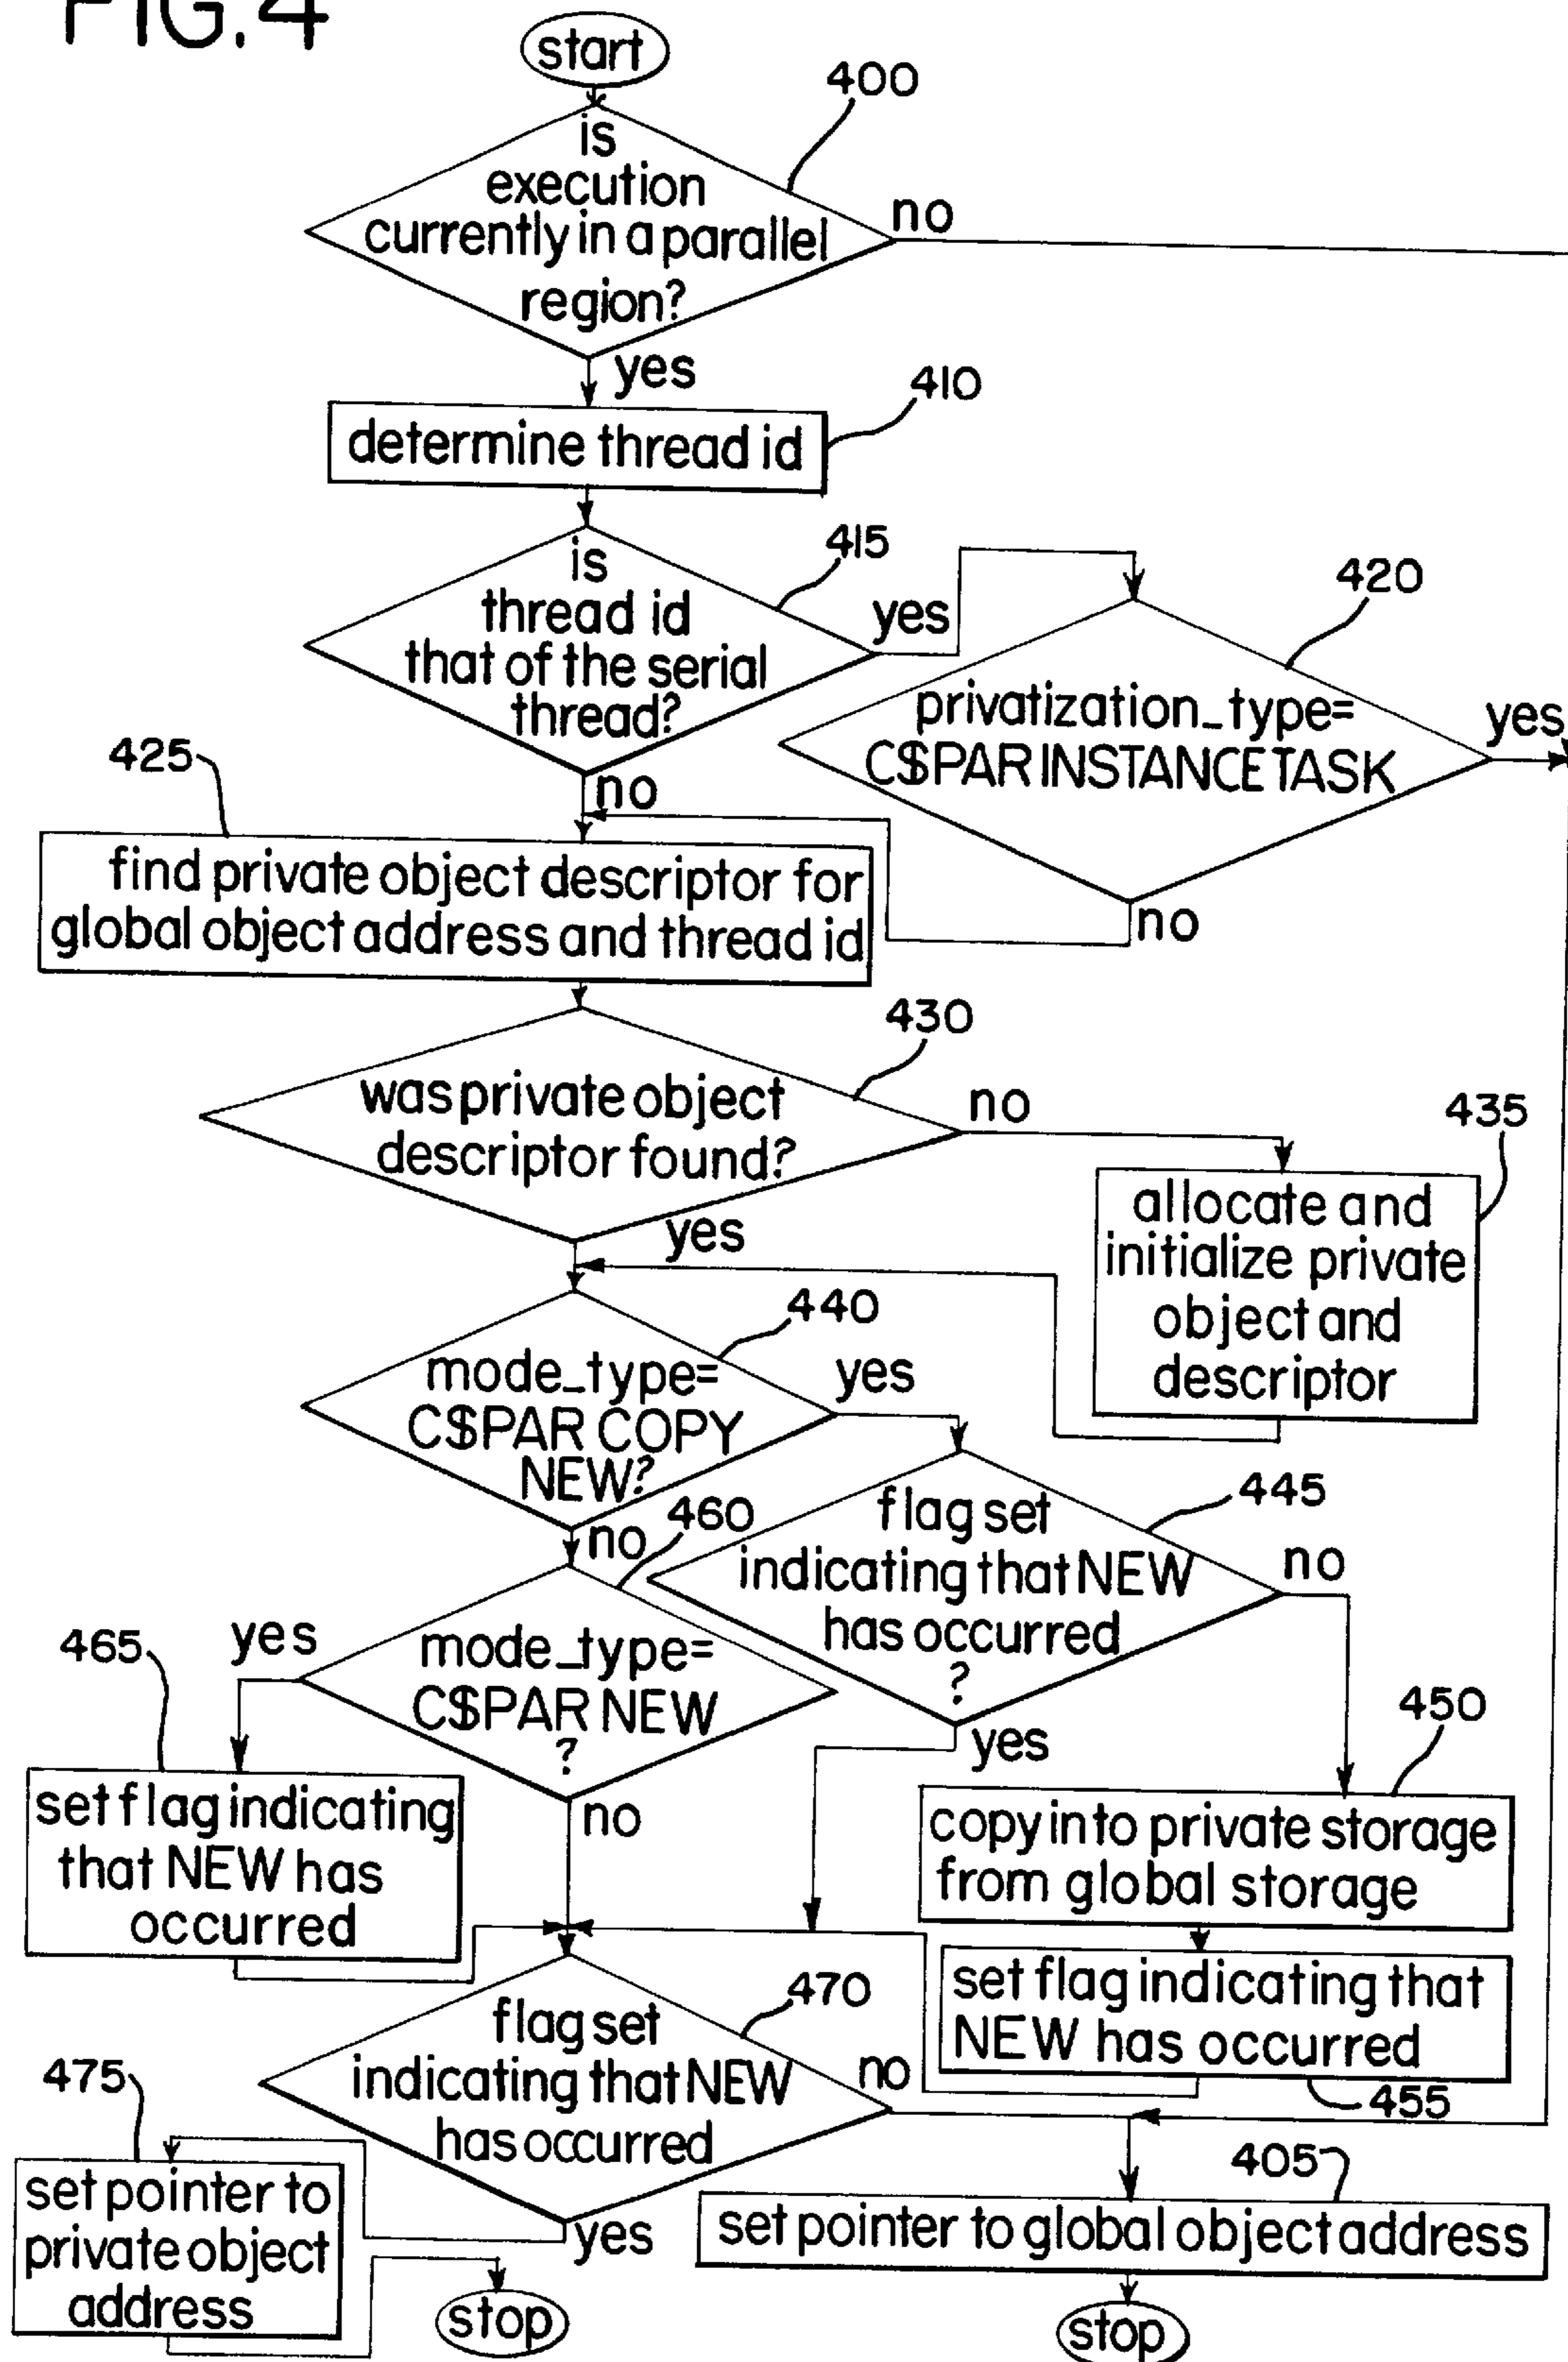 FIG.4
start
400
is
execution
currently in a parallel
region?
no
yes
410
determine thread id
415
is
thread id
that of the serial
thread?
yes
420
privatization_type=
C$PAR INSTANCE TASK
yes
no
425
no
find private object descriptor for
global object address and thread id
430
was private object
descriptor found?
no
435
yes
allocate and
initialize private
object and
descriptor
440
mode_type=
C$PAR COPY
NEW?
yes
no
445
flag set
indicating that NEW
has occurred
?
no
yes
460
mode_type=
C$PAR NEW
?
yes
no
465
set flag indicating
that NEW has
occurred
450
copy into private storage
from global storage
set flag indicating that
NEW has occurred
455
470
flag set
indicating that NEW
has occurred
no
yes
475
set pointer to
private object
address
stop
405
set pointer to global object address
stop